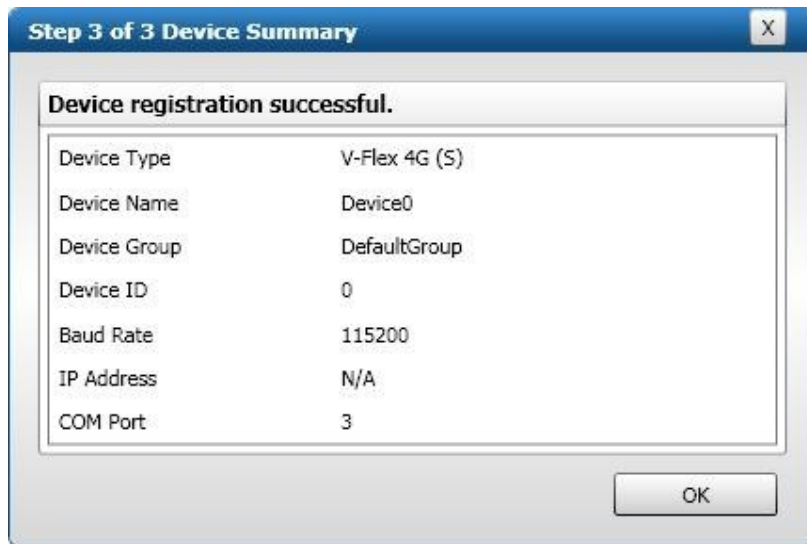 Step 3 of 3 Device Summary X
Device registration successful.
Device Type V-Flex 4G (S)
Device Name Device0
Device Group DefaultGroup
Device ID 0
Baud Rate 115200
IP Address N/A
COM Port 3
OK